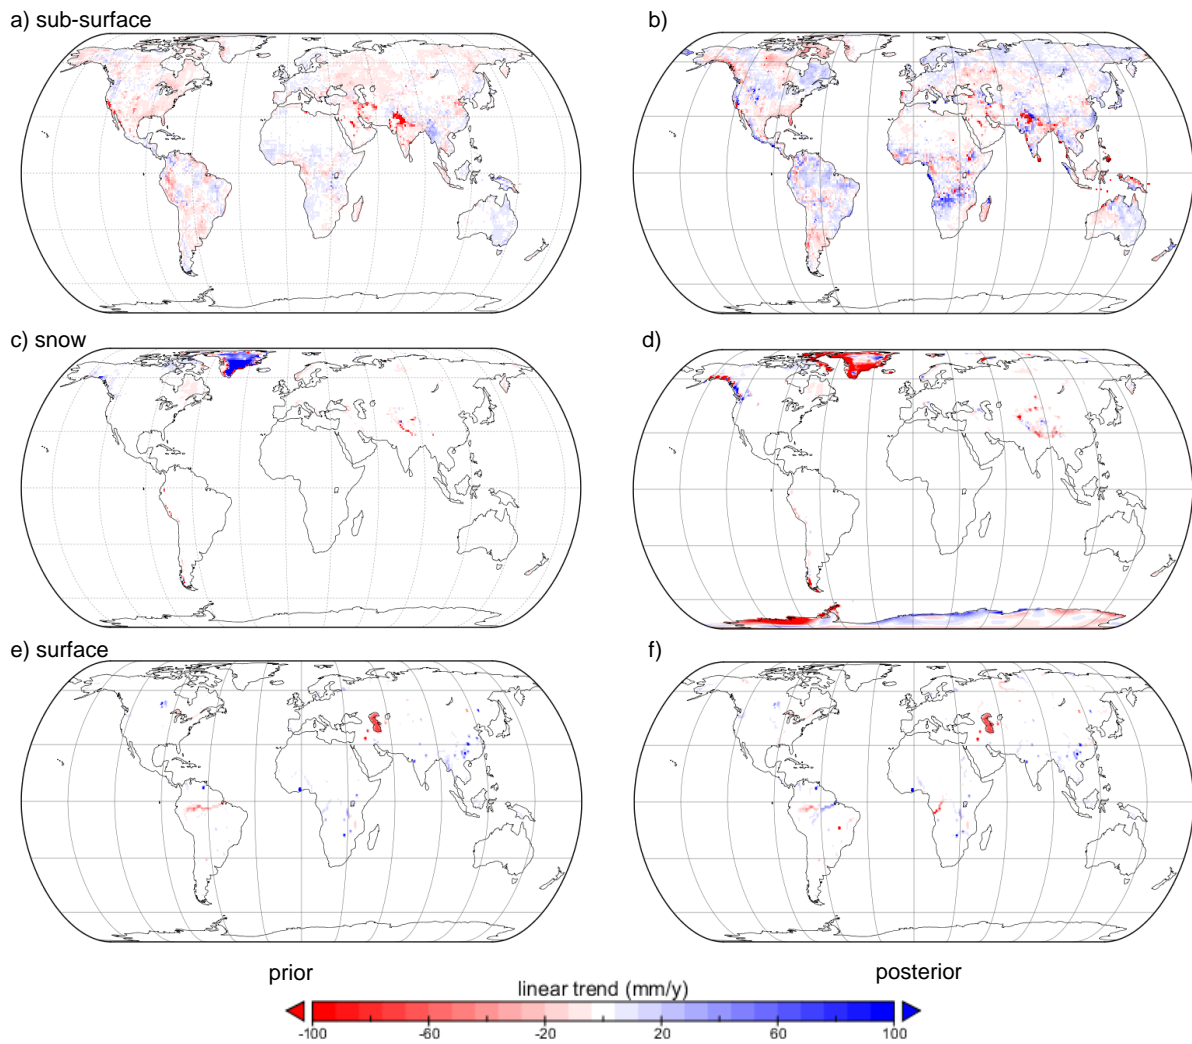 a) sub-surface
b)
c) snow
d)
e) surface
f)
prior
posterior
linear trend (mm/y)
-100 -60 -20 20 60 100